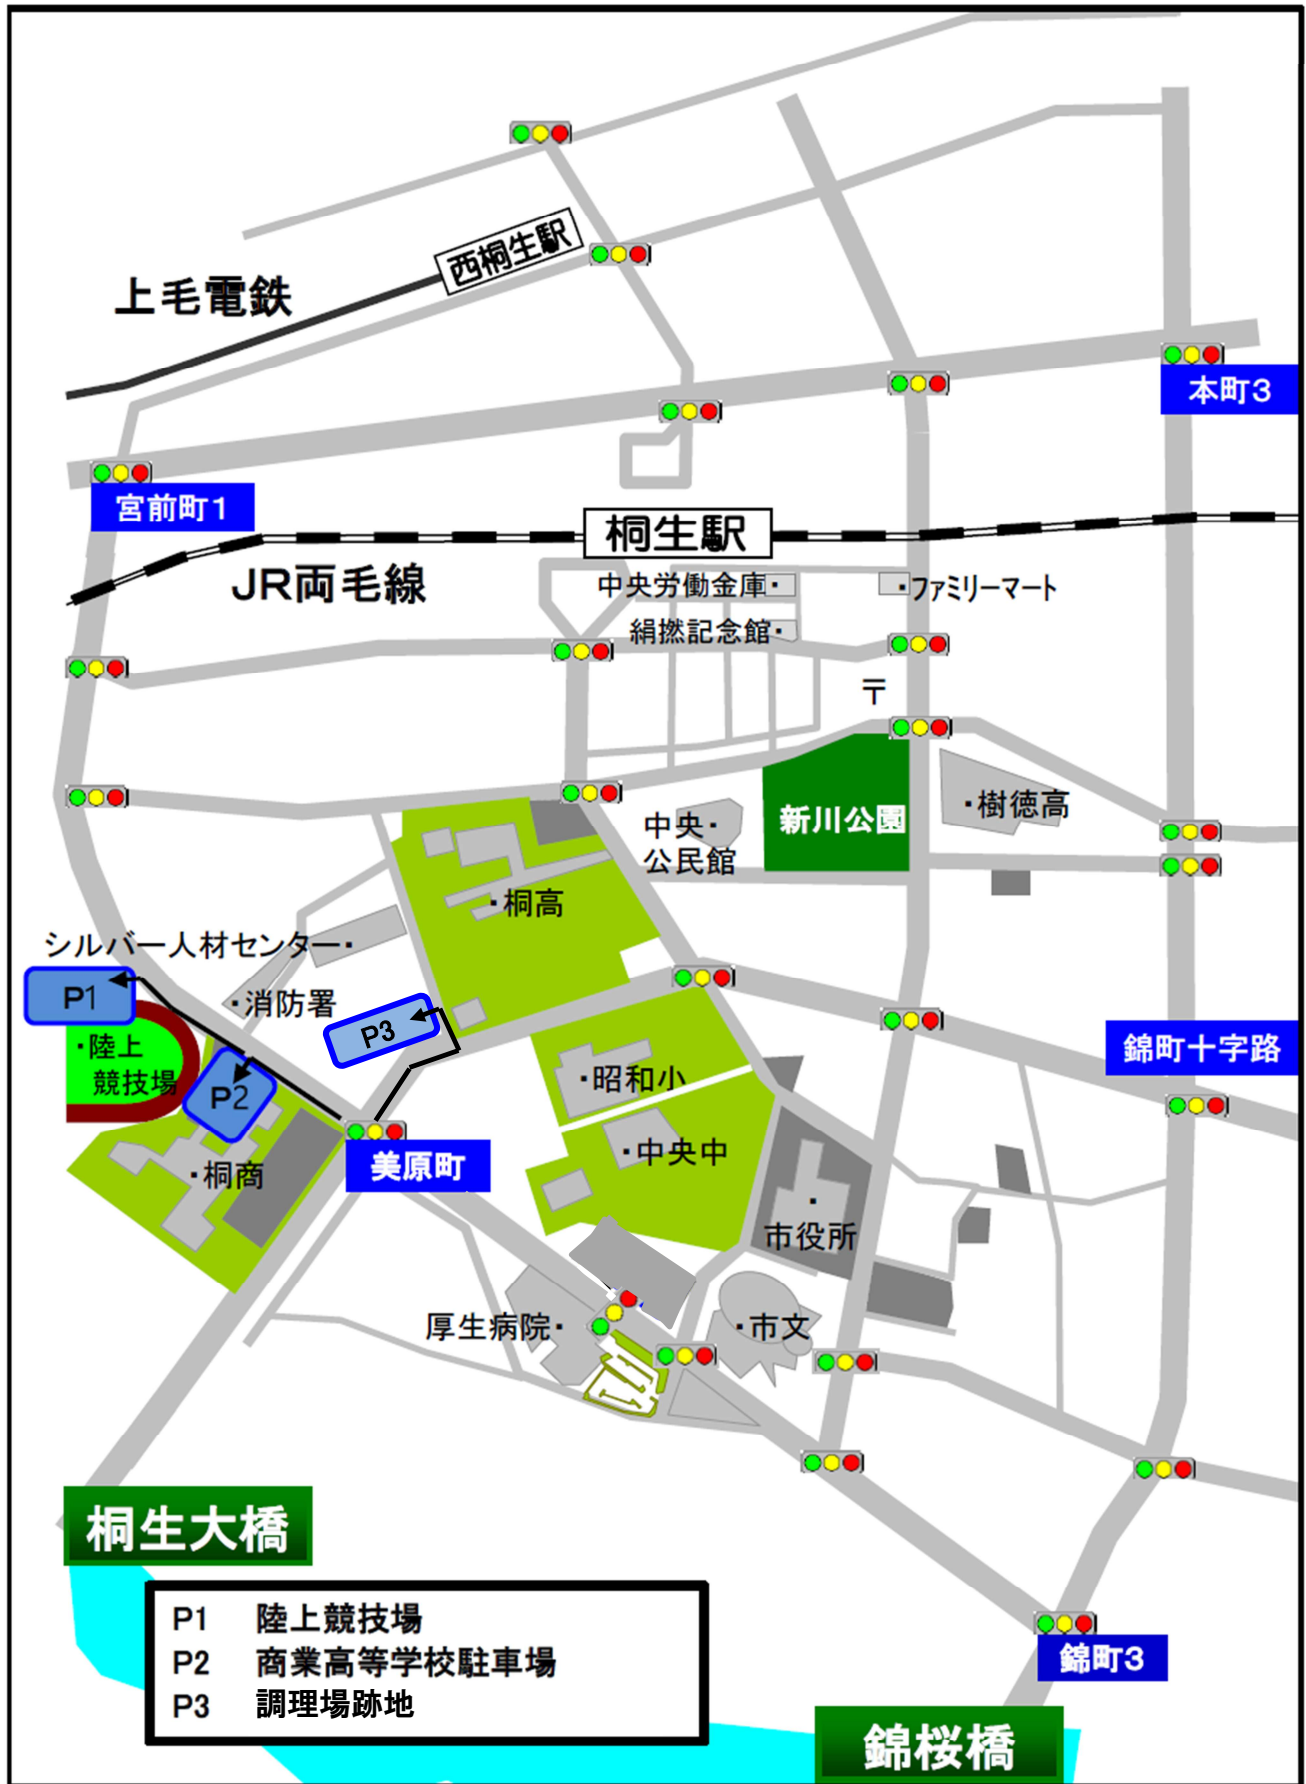 西桐生駅
上毛電鉄
本町3
宮前町1
桐生駅
JR両毛線
中央労働金庫・
・ファミリーマート
絹撚記念館・
〒
新川公園
・樹徳高
中央・
公民館
・桐高
シルバー人材センター・
P1
・消防署
P3
・陸上
競技場
錦町十字路
P2
・昭和小
・桐商
美原町
・中央中
・
市役所
厚生病院・
・市文
桐生大橋
P1 陸上競技場
P2 商業高等学校駐車場
P3 調理場跡地
錦町3
錦桜橋